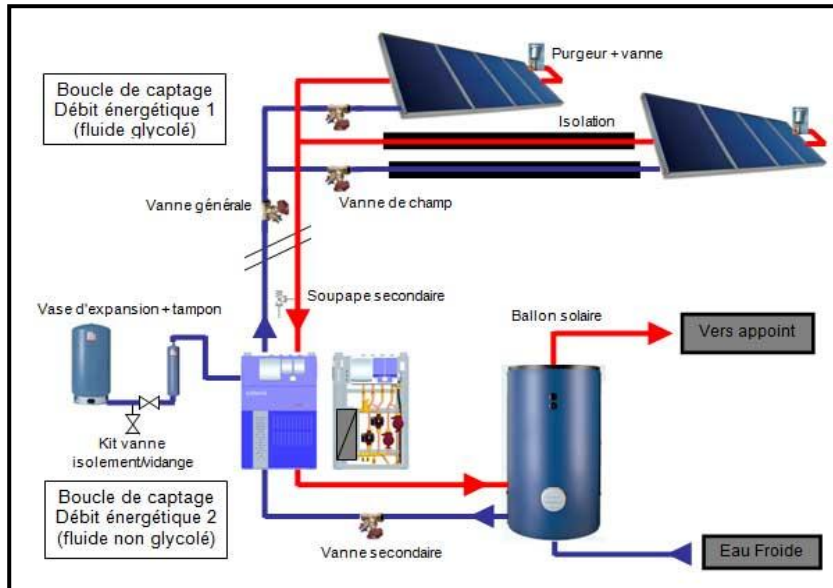 Purgeur + vanne
Boucle de captage
Débit énergétique 1
(fluide glycolé)
Isolation
Vanne générale
Vanne de champ
Soupape secondaire
Vase d'expansion + tampon
Ballon solaire
Vers appoint
Kit vanne
isolement/vidange
Boucle de captage
Débit énergétique 2
(fluide non glycolé)
Vanne secondaire
Eau Froide